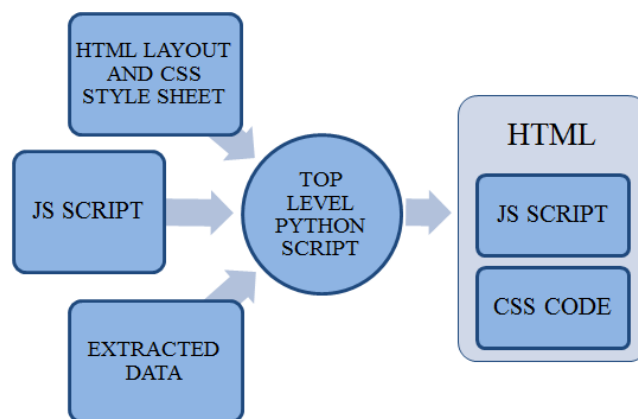 HTML LAYOUT
AND CSS
STYLE SHEET
JS SCRIPT
EXTRACTED
DATA
TOP
LEVEL
PYTHON
SCRIPT
HTML
JS SCRIPT
CSS CODE